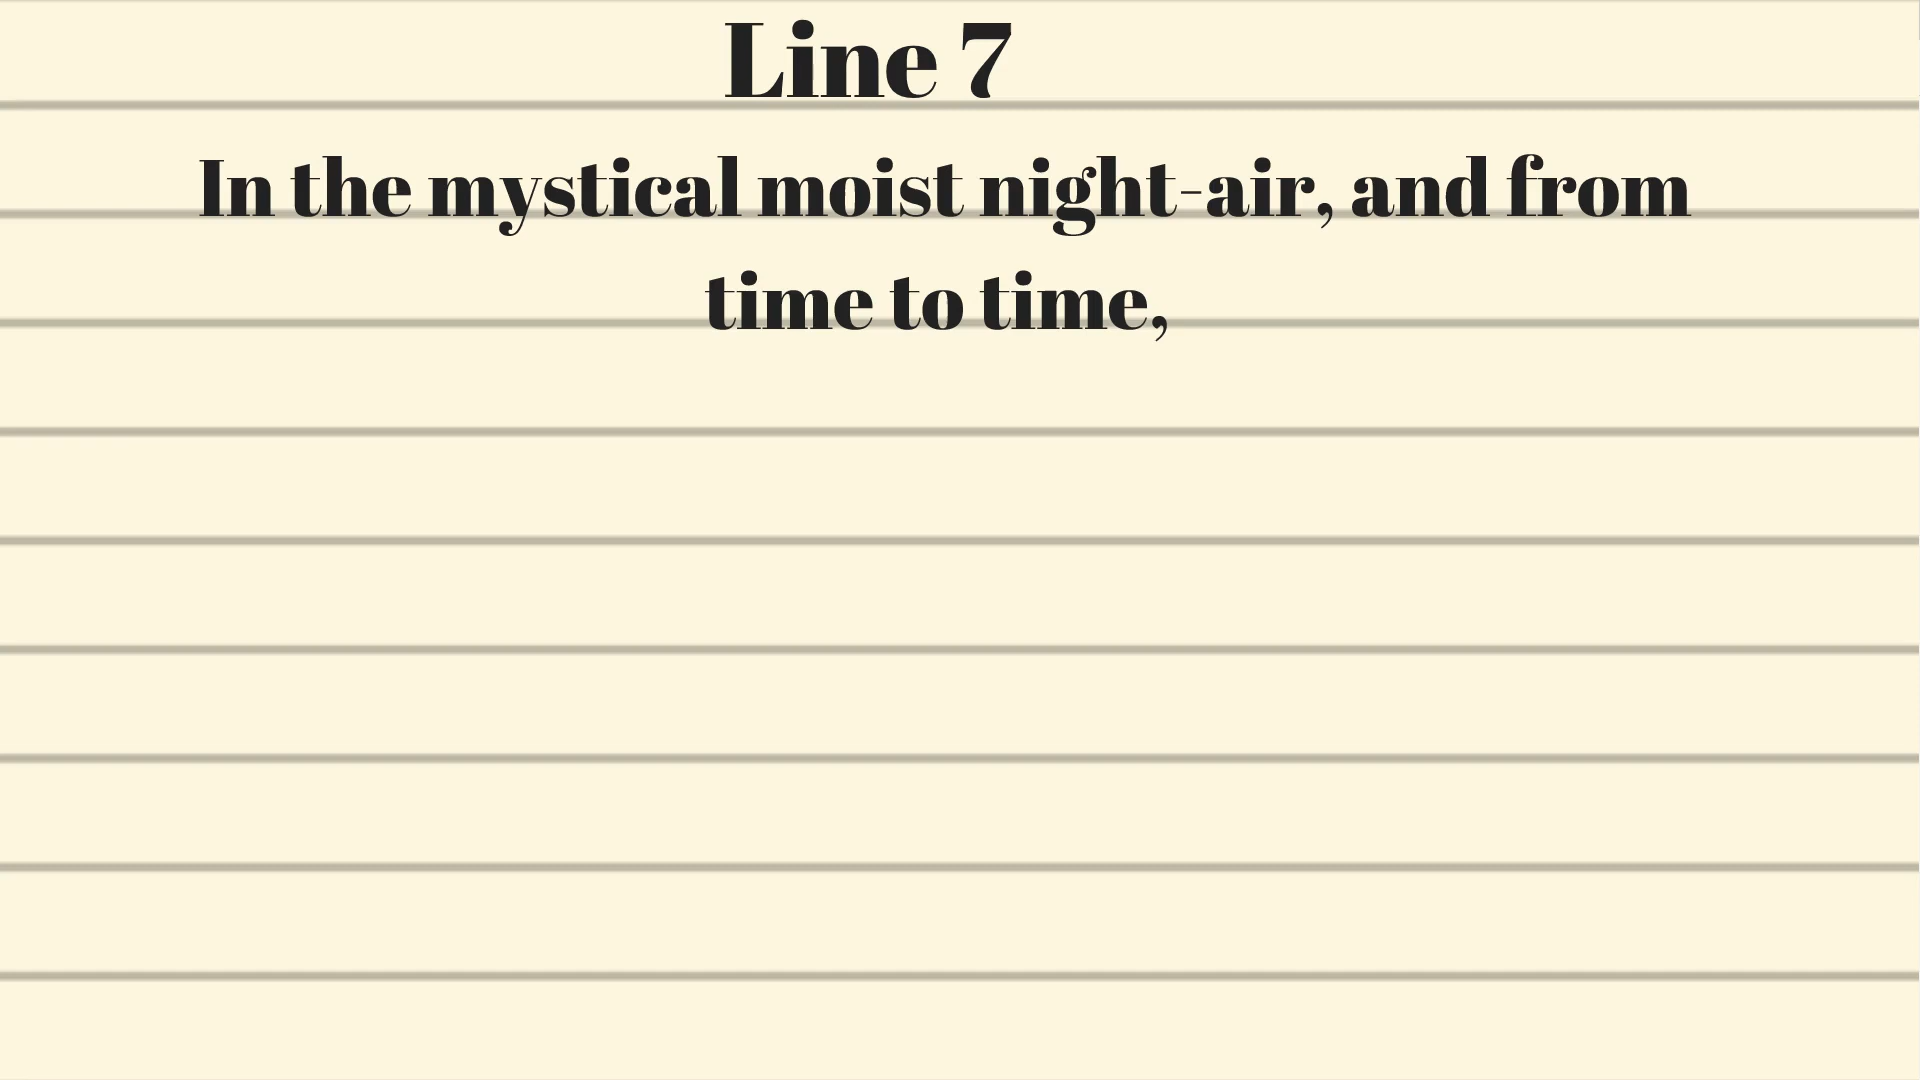 Line 7
In the mystical moist night-air, and from
time to time,